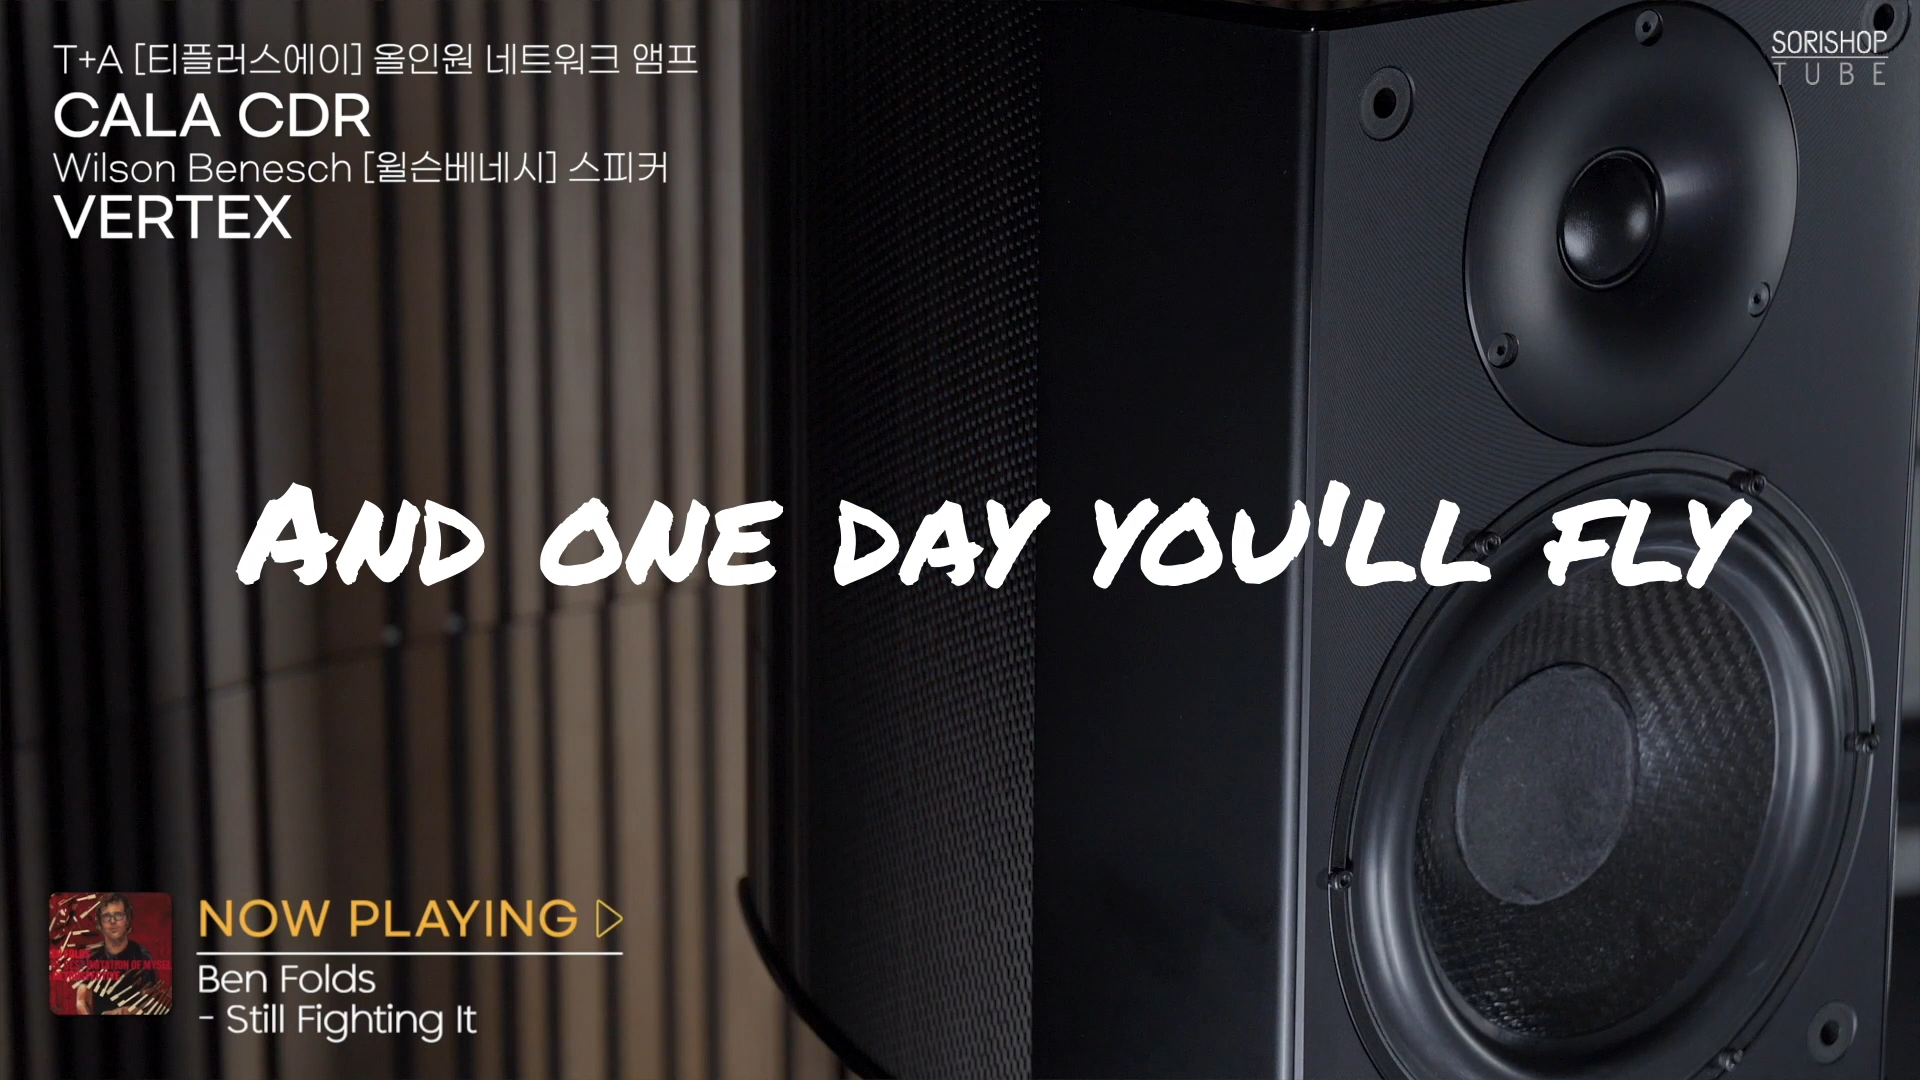 T+A [티플러스에이] 올인원 네트워크 앰프
CALA CDR
Wilson Benesch [윌슨베네시] 스피커
VERTEX
SORISHOP
TUBE
AND ONE DAY YOU'LL FLY
NOW PLAYING
Ben Folds
- Still Fighting It